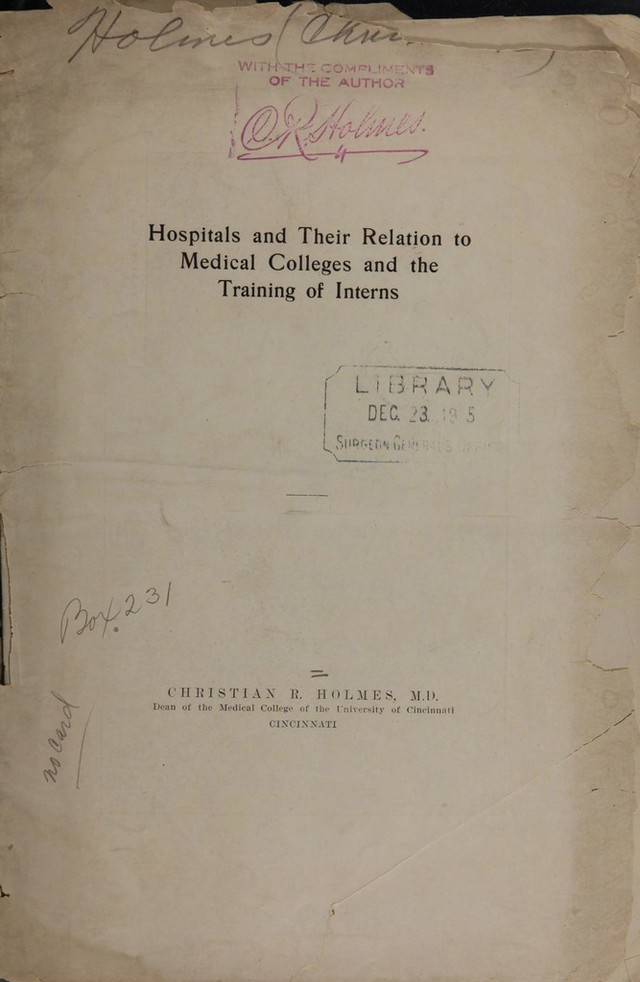 Holmes (Chri
WITH THE COMPLIMENTS
OF THE AUTHOR
C.R. Holmes.
Hospitals and Their Relation to
Medical Colleges and the
Training of Interns
LIBRARY
DEC. 23.
SURGEON GENERAL'S
Box. 231
no card
CHRISTIAN R. HOLMES, M.D.
Dean of the Medical College of the University of Cincinnati
CINCINNATI